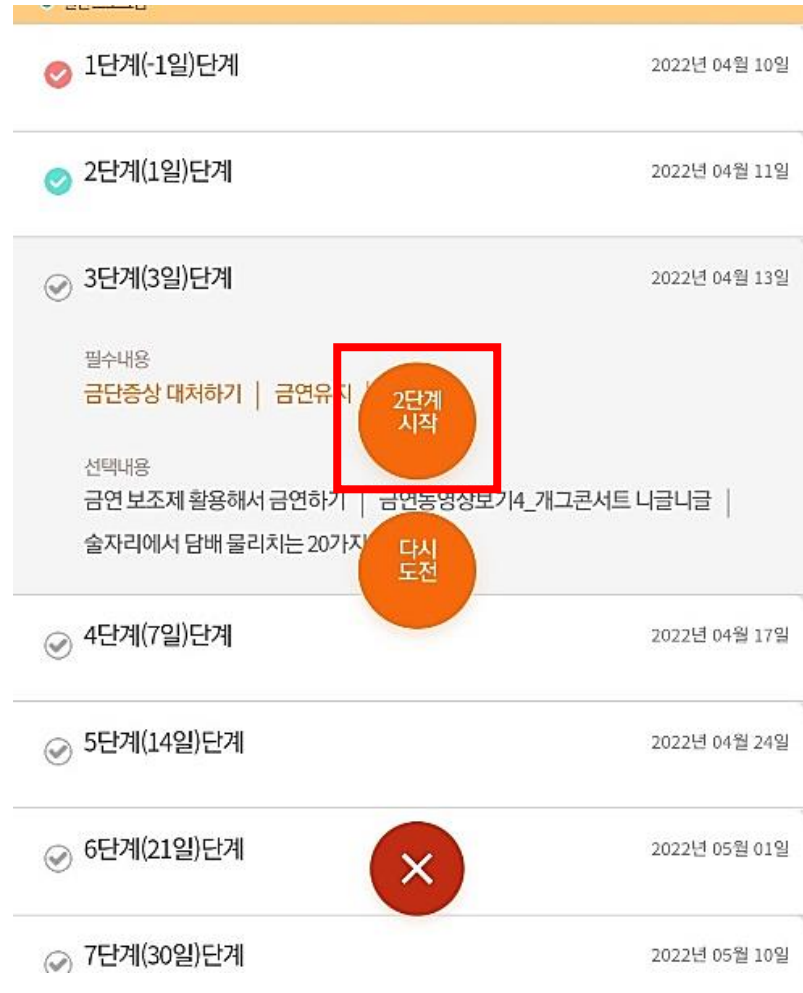 1단계(-1일)단계
2022년 04월 10일
2단계(1일)단계
2022년 04월 11일
3단계(3일)단계
2022년 04월 13일
필수내용
금단증상 대처하기 | 금연유지 |
2단계
시작
선택내용
금연 보조제 활용해서 금연하기 | 금연동영상보기4_개그콘서트 니글니글 |
술자리에서 담배 물리치는 20가지
다시
도전
4단계(7일)단계
2022년 04월 17일
5단계(14일)단계
2022년 04월 24일
6단계(21일)단계
2022년 05월 01일
7단계(30일)단계
2022년 05월 10일